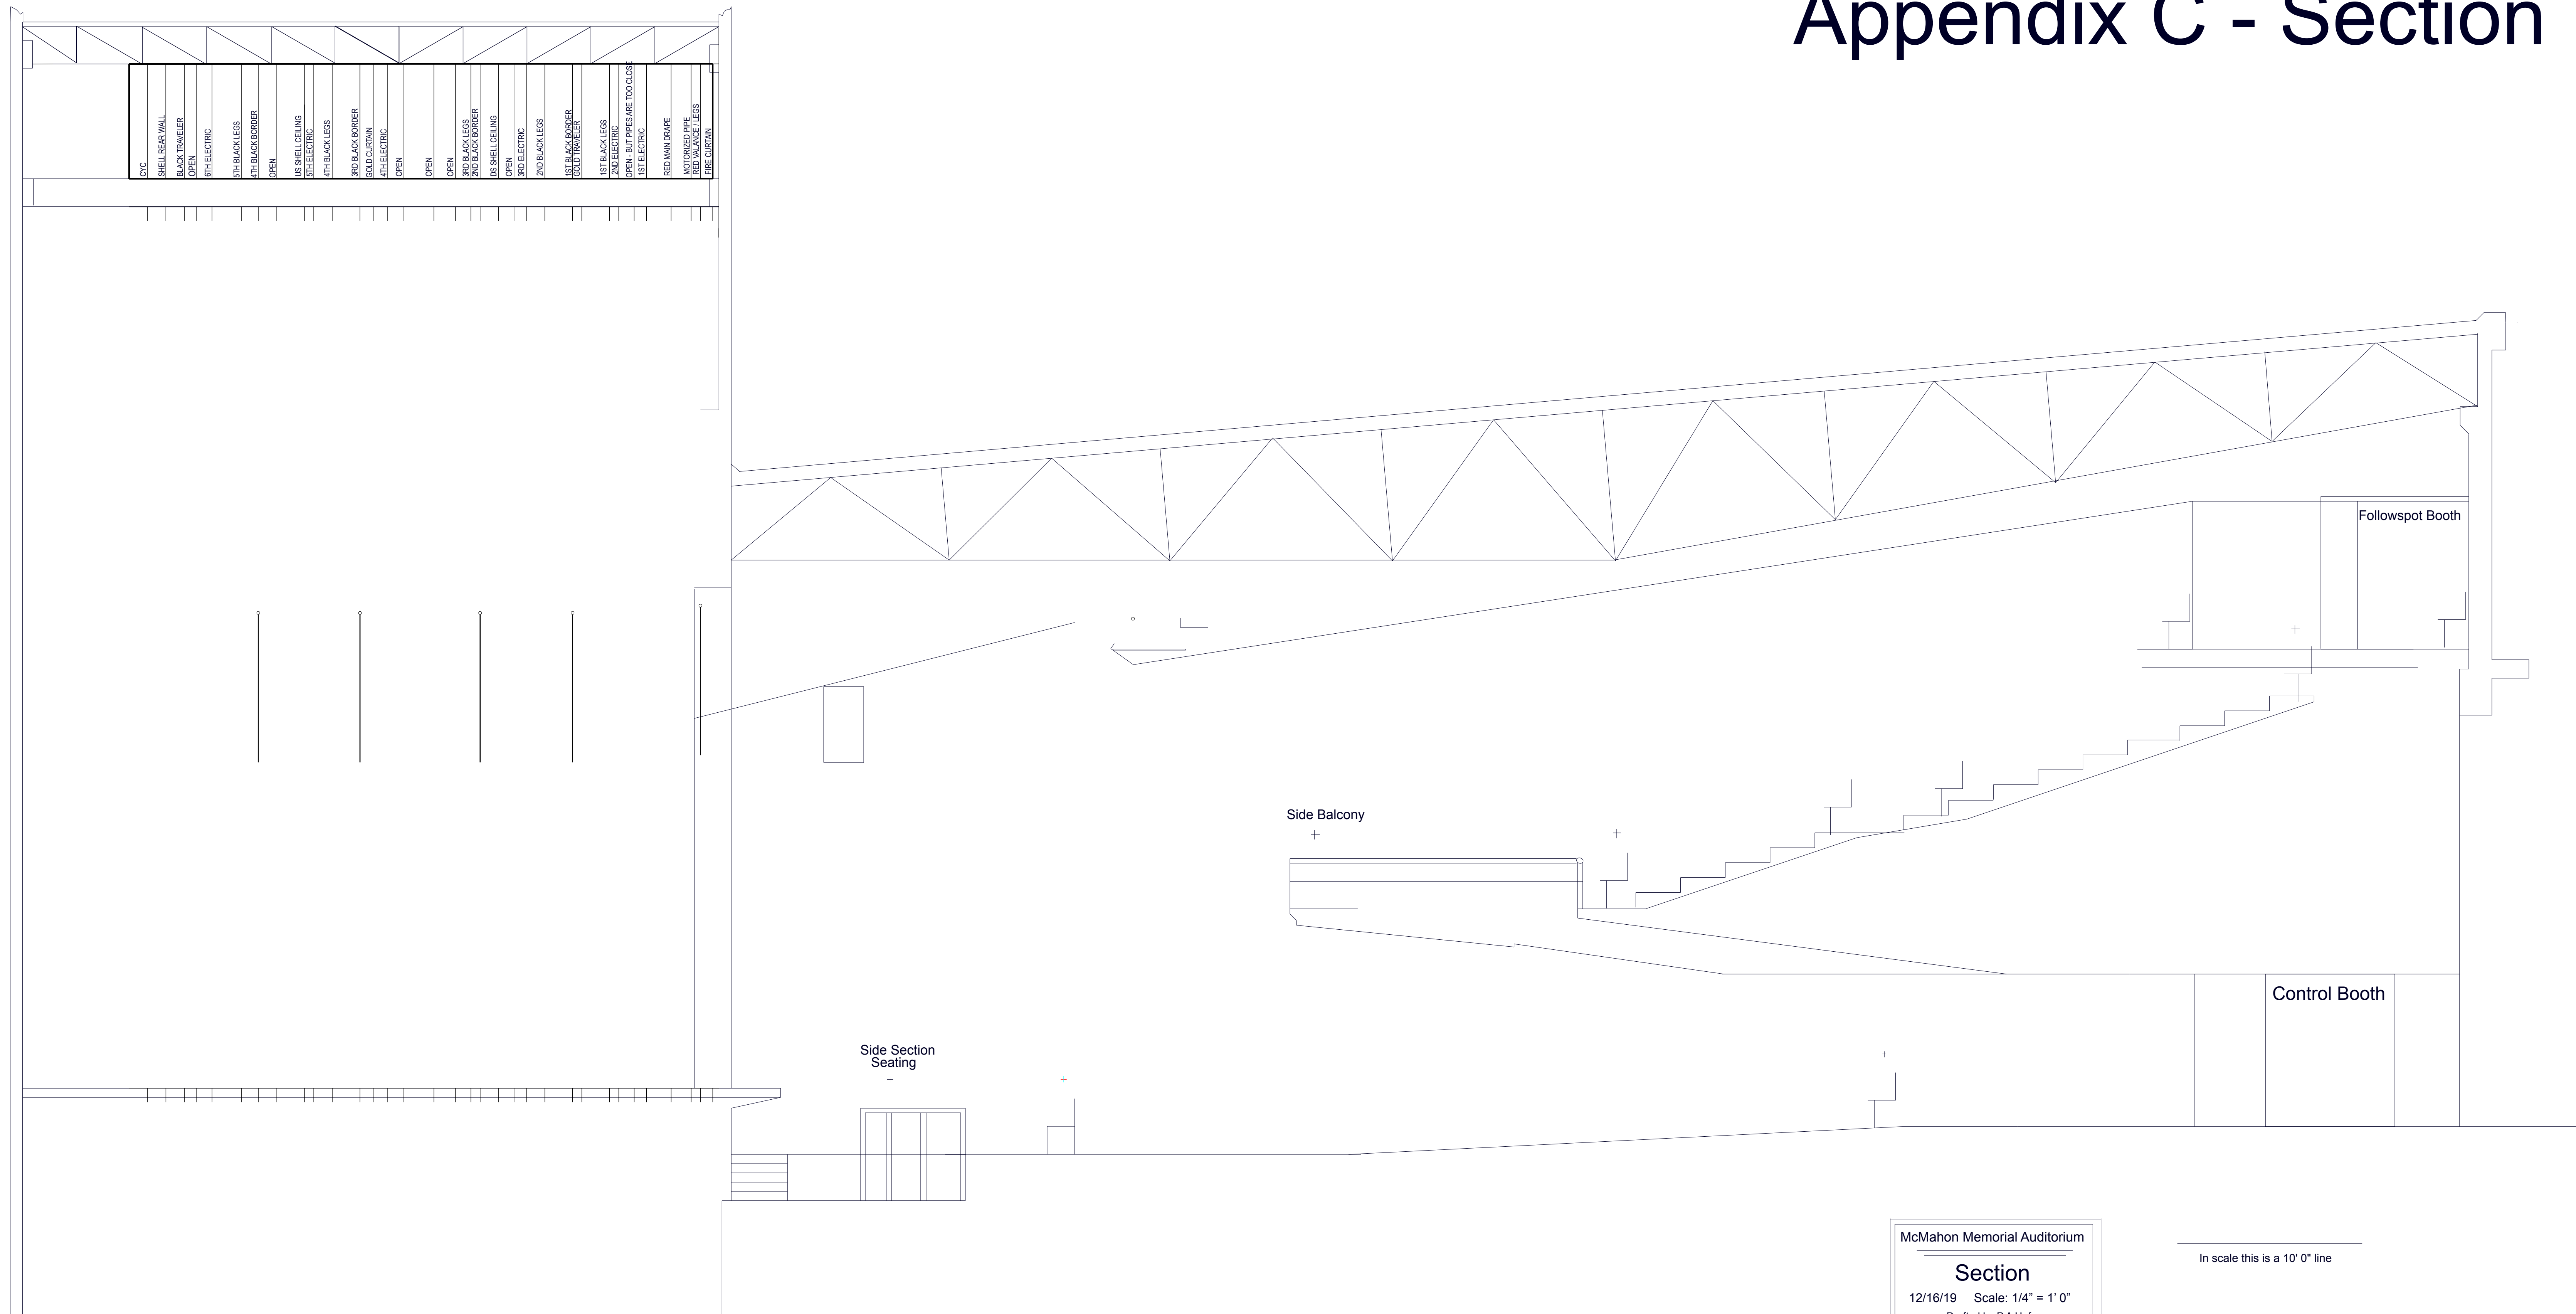 Appendix C - Section
CYC
SHELL REAR WALL
BLACK TRAVELER
OPEN
6TH ELECTRIC
5TH BLACK LEGS
4TH BLACK BORDER
OPEN
US SHELL CEILING
5TH ELECTRIC
4TH BLACK LEGS
3RD BLACK BORDER
GOLD CURTAIN
4TH ELECTRIC
OPEN
OPEN
OPEN
3RD BLACK LEGS
2ND BLACK BORDER
DS SHELL CEILING
OPEN
3RD ELECTRIC
2ND BLACK LEGS
1ST BLACK BORDER
GOLD TRAVELER
1ST BLACK LEGS
2ND ELECTRIC
OPEN - BUT PIPES ARE TOO CLOSE
1ST ELECTRIC
RED MAIN DRAPE
MOTORIZED PIPE
RED VALANCE / LEGS
FIRE CURTAIN
Followspot Booth
Side Balcony
Control Booth
Side Section
Seating
McMahon Memorial Auditorium
Section
12/16/19 Scale: 1/4” = 1’ 0”
In scale this is a 10' 0" line